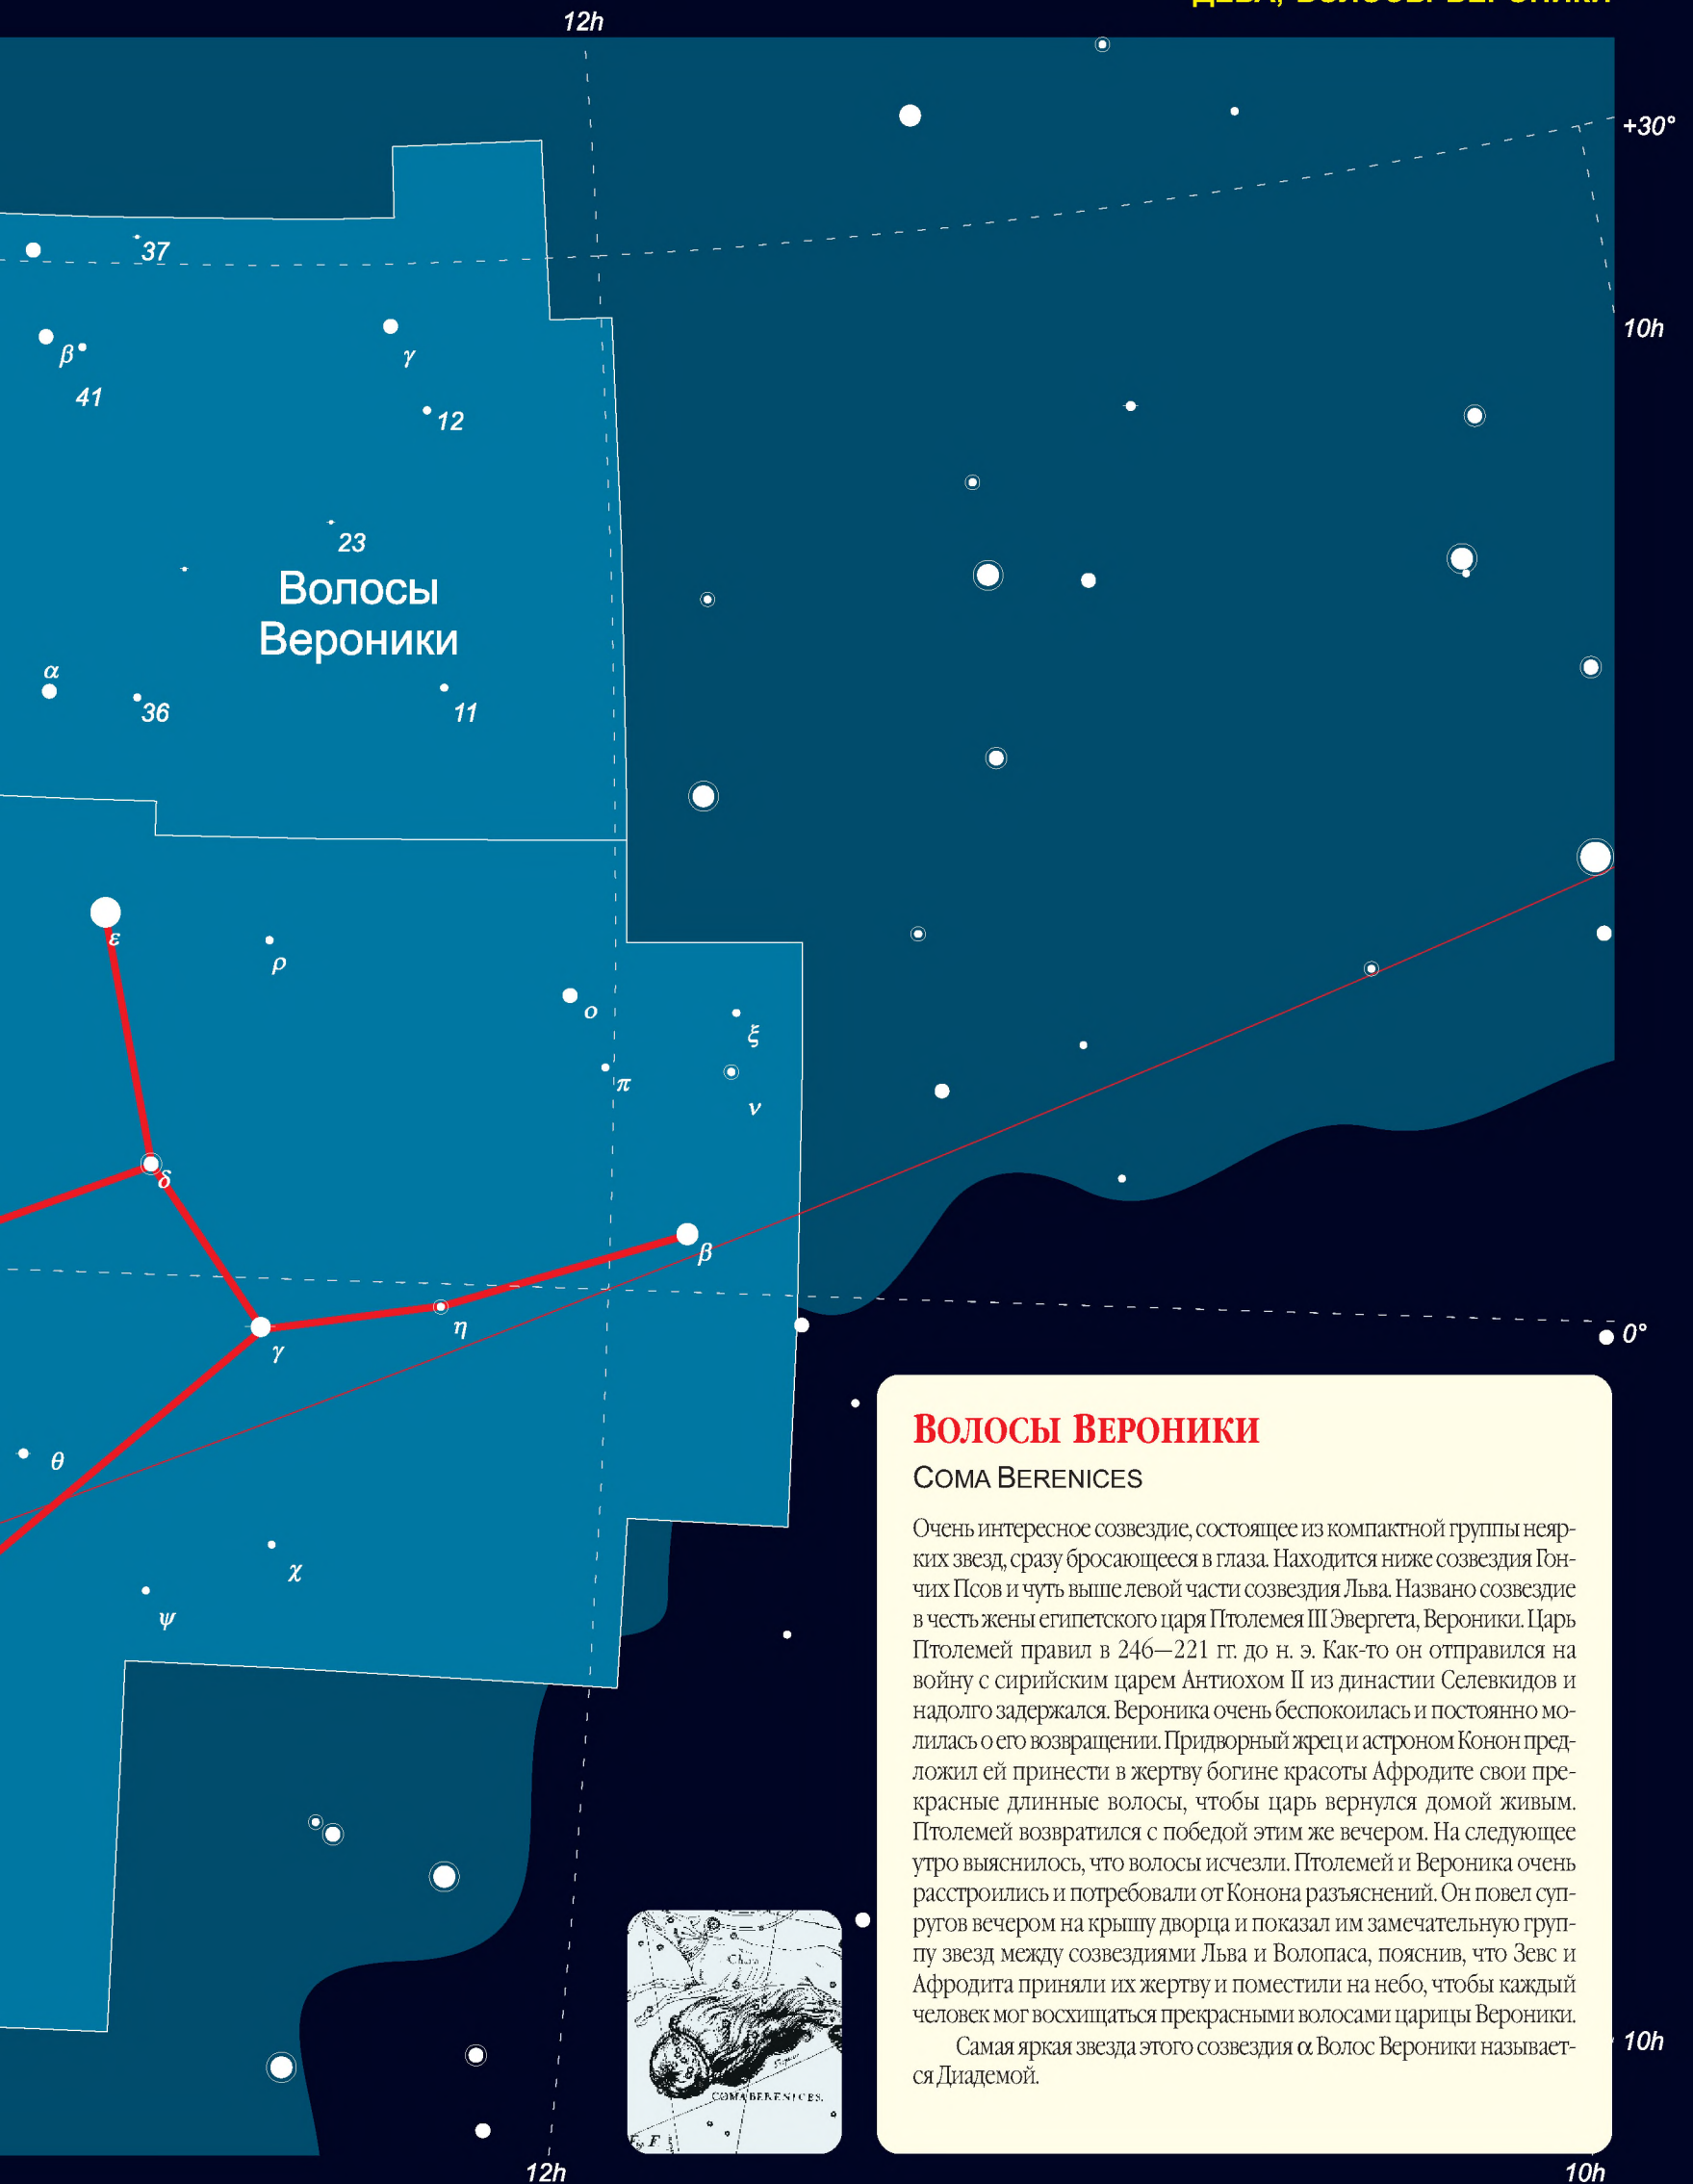 ДЕВА, ВОЛОСЫ ВЕРОНИКИ
12h
+30°
37
10h
β
γ
41
12
23
Волосы
Вероники
α
36
11
ε
ρ
ο
ξ
π
ν
δ
β
η
0°
γ
θ
χ
ψ
ВОЛОСЫ ВЕРОНИКИ
COMA BERENICES
Очень интересное созвездие, состоящее из компактной группы неяр-
ких звезд, сразу бросающееся в глаза. Находится ниже созвездия Гон-
чих Псов и чуть выше левой части созвездия Льва. Названо созвездие
в честь жены египетского царя Птолемея III Эвергета, Вероники. Царь
Птолемей правил в 246—221 гг. до н. э. Как-то он отправился на
войну с сирийским царем Антиохом II из династии Селевкидов и
надолго задержался. Вероника очень беспокоилась и постоянно мо-
лилась о его возвращении. Придворный жрец и астроном Конон пред-
ложил ей принести в жертву богине красоты Афродите свои пре-
красные длинные волосы, чтобы царь вернулся домой живым.
Птолемей возвратился с победой этим же вечером. На следующее
утро выяснилось, что волосы исчезли. Птолемей и Вероника очень
расстроились и потребовали от Конона разъяснений. Он повел суп-
ругов вечером на крышу дворца и показал им замечательную груп-
пу звезд между созвездиями Льва и Волопаса, пояснив, что Зевс и
Афродита приняли их жертву и поместили на небо, чтобы каждый
человек мог восхищаться прекрасными волосами царицы Вероники.
Самая яркая звезда этого созвездия α Волос Вероники называет-
ся Диадемой.
Chara
COMA BERENICES.
10h
12h
10h